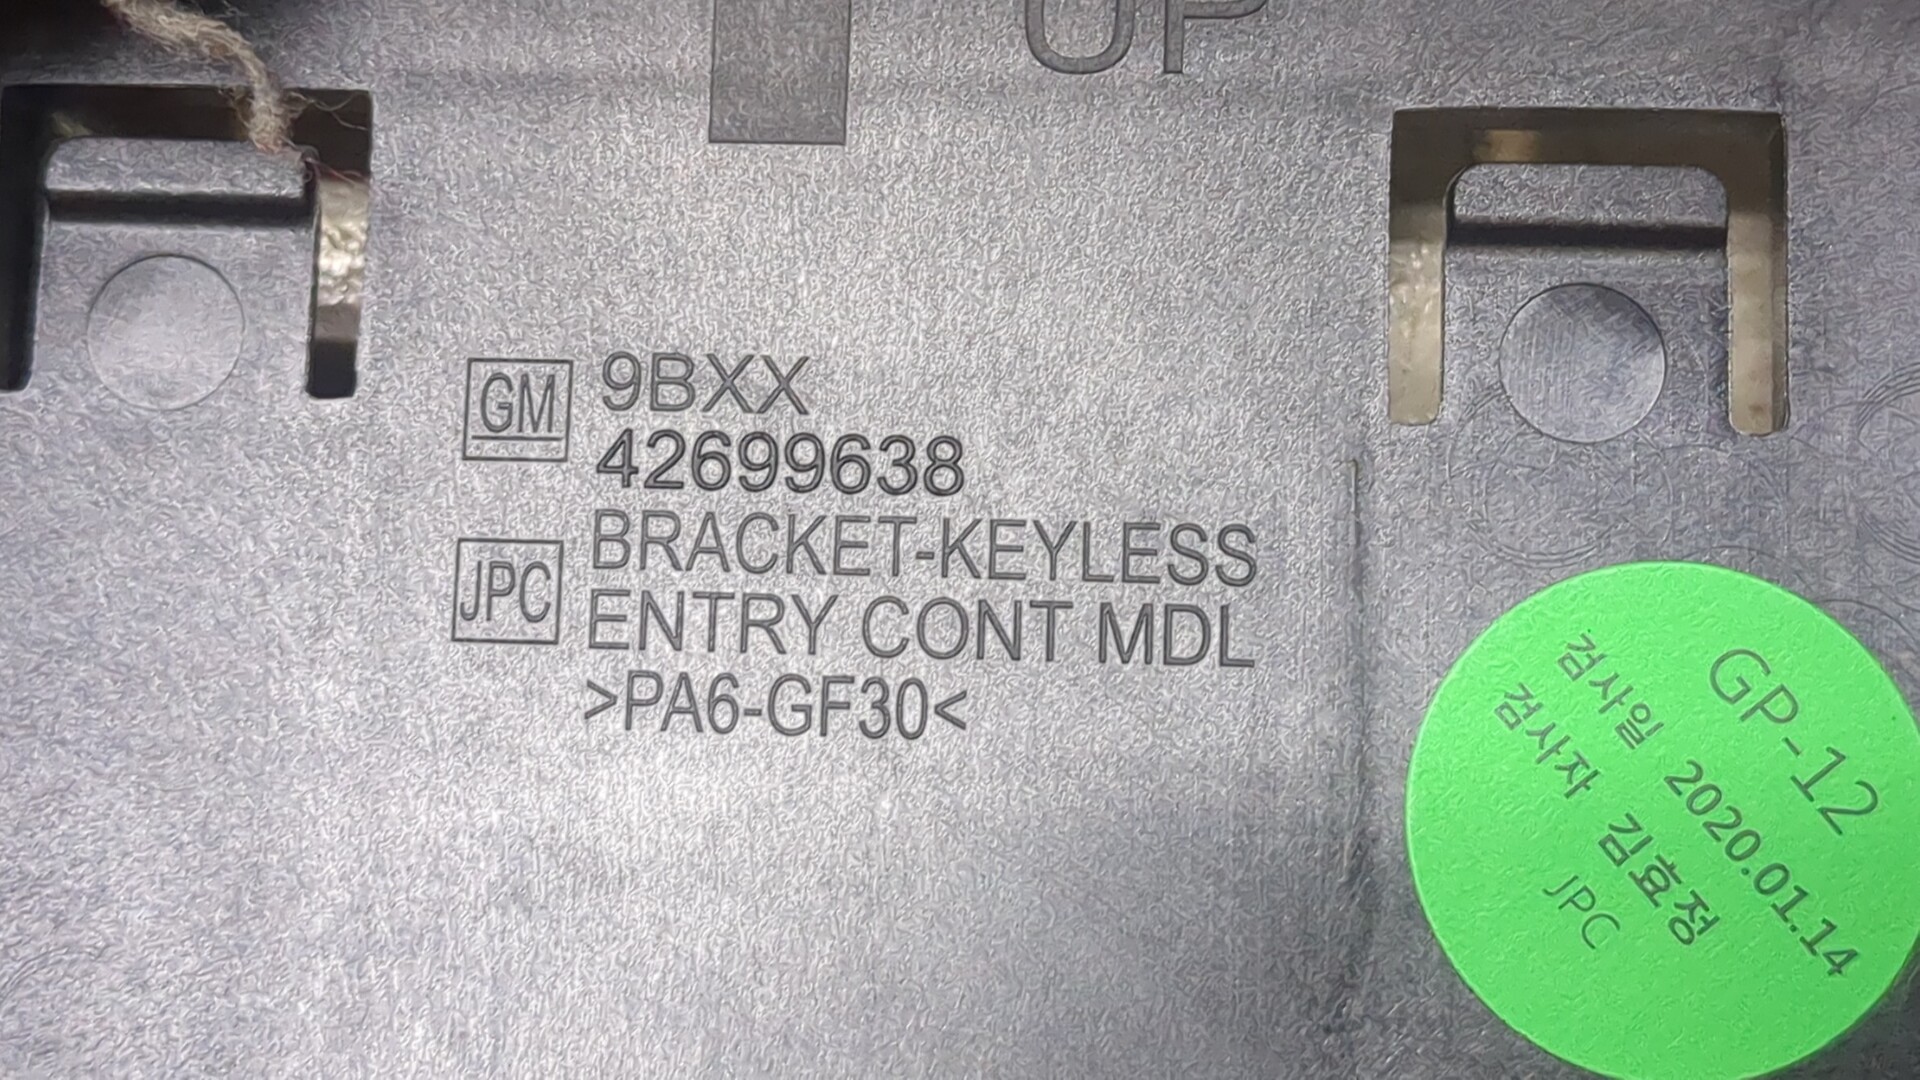 UP
GM
9BXX
42699638
JPC
BRACKET-KEYLESS
ENTRY CONT MDL
>PA6-GF30<
GP-12
검사일 2020.01.14
검사자 김효정
JPC